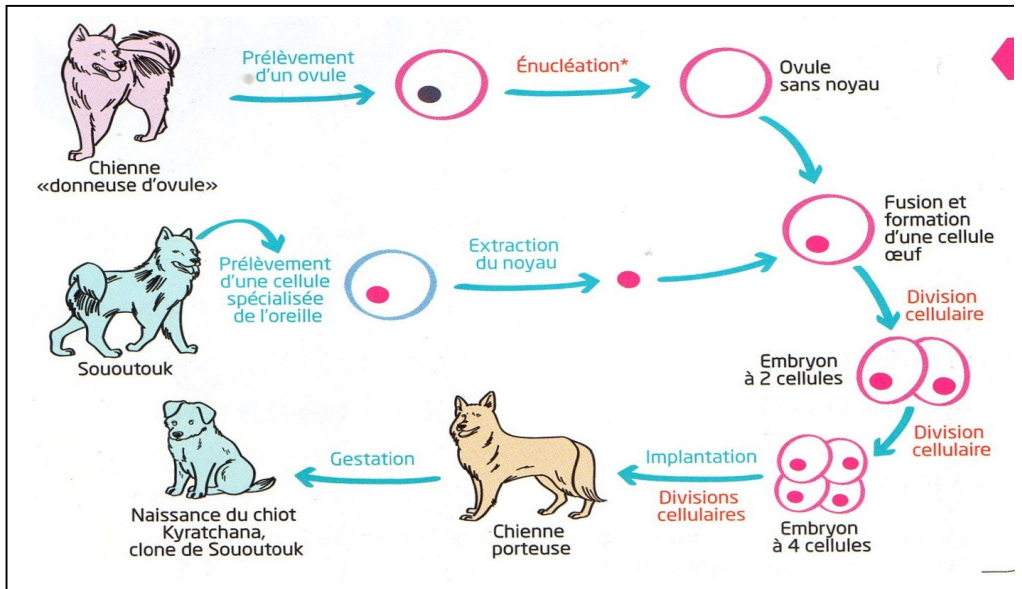 Prélèvement
d'un ovule
Énucléation*
Ovule
sans noyau
Chienne
«donneuse d'ovule»
Fusion et
formation
d'une cellule
œuf
Prélèvement
d'une cellule
spécialisée
de l'oreille
Extraction
du noyau
Sououtouk
Division
cellulaire
Embryon
à 2 cellules
Division
cellulaire
Embryon
à 4 cellules
Implantation
Divisions
cellulaires
Chienne
porteuse
Gestation
Naissance du chiot
Kyratchana,
clone de Sououtouk